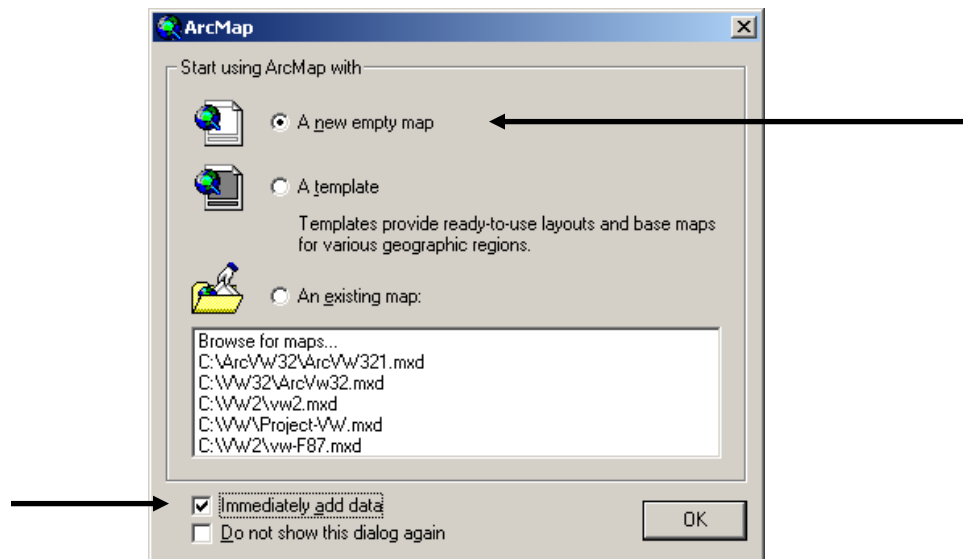 ArcMap
Start using ArcMap with
A new empty map
A template
Templates provide ready-to-use layouts and base maps
for various geographic regions.
An existing map:
Browse for maps...
C:\ArcVW32\ArcVW321.mxd
C:\VW32\ArcVw32.mxd
C:\VW2\vw2.mxd
C:\VW\Project-VW.mxd
C:\VW2\vw-F87.mxd
Immediately add data
Do not show this dialog again
OK